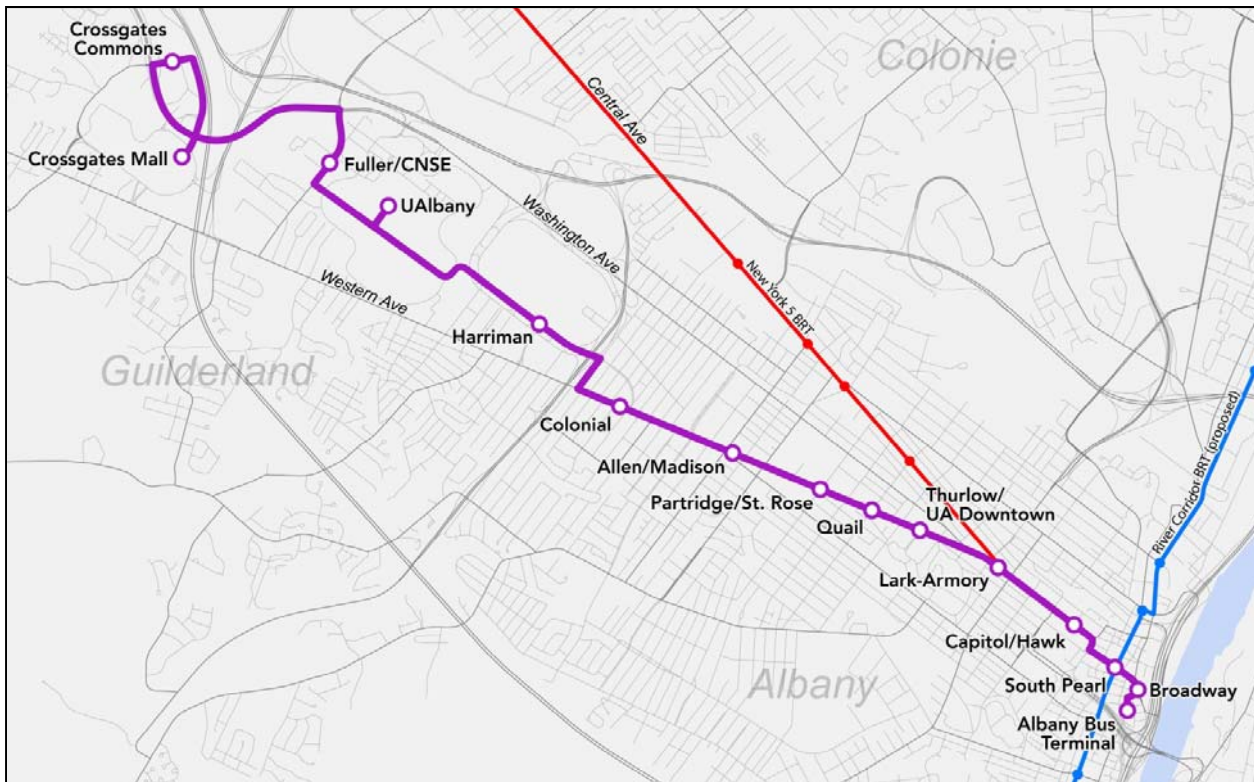 Crossgates
Commons
Colonie
Central Ave
Crossgates Mall
Fuller/CNSE
UAlbany
Washington Ave
Western Ave
New York 5 BRT
Harriman
Guilderland
River Corridor BRT (proposed)
Colonial
Allen/Madison
Partridge/St. Rose
Thurlow/
UA Downtown
Quail
Lark-Armory
Capitol/Hawk
Albany
South Pearl
Broadway
Albany Bus
Terminal